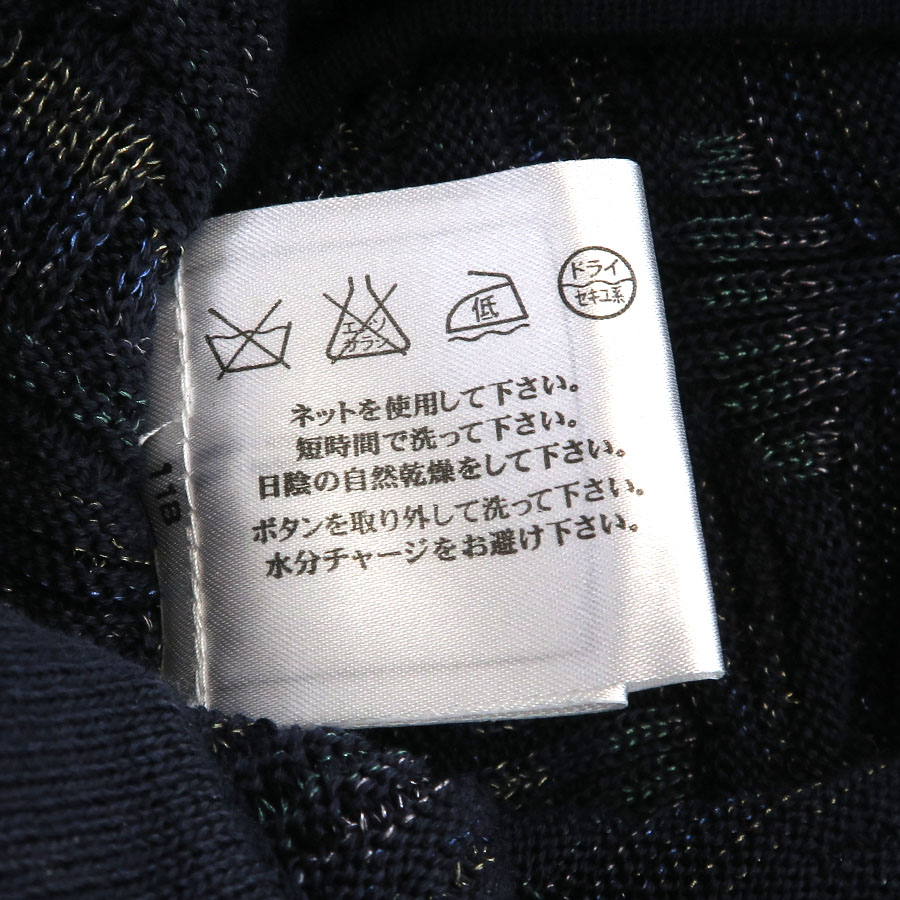 エンソ
サラシ
低
ドライ
セキユ系
ネットを使用して下さい。
短時間で洗って下さい。
日陰の自然乾燥をして下さい。
ボタンを取り外して洗って下さい。
水分チャージをお避け下さい。
118